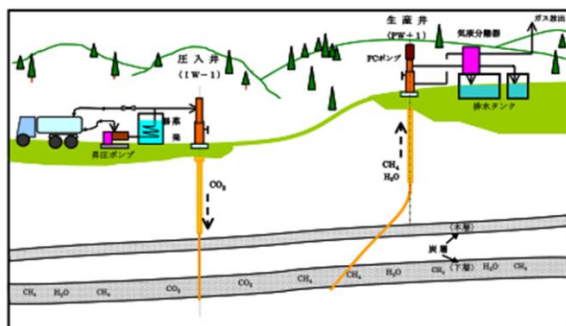 生産井
(PW+1)
気液分離器
ガス放出
圧入井
(IW-1)
PCポンプ
排水タンク
昇圧ポンプ
CO₂
CH₄
H₂O
(本層)
炭層
(下層)
CH₄ H₂O CH₄ CO₂ CO₂ CH₄ CH₄ H₂O CH₄ H₂O CH₄